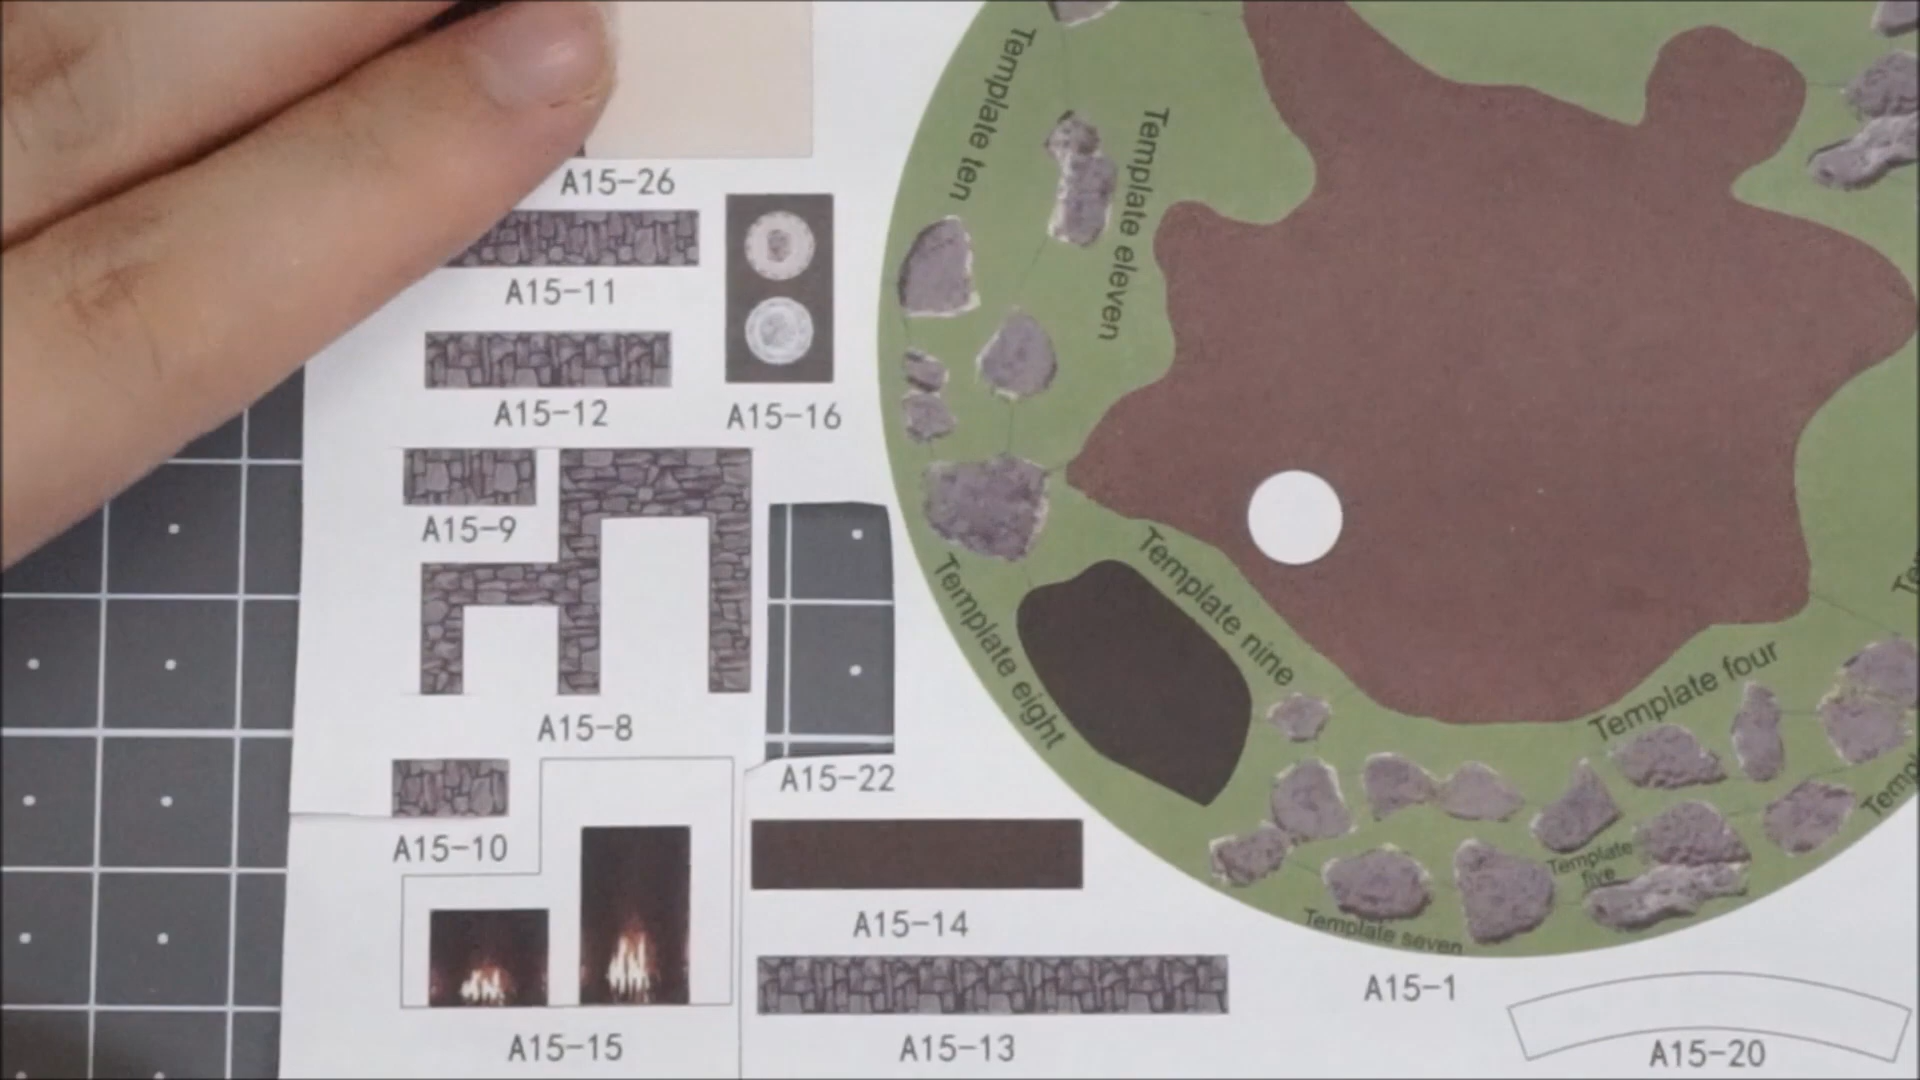 A15-26
A15-11
A15-12
A15-16
A15-9
A15-8
A15-22
A15-10
A15-14
A15-15
A15-13
Template ten
Template eleven
Template nine
Template eight
Template four
Template
five
Template seven
A15-1
A15-20